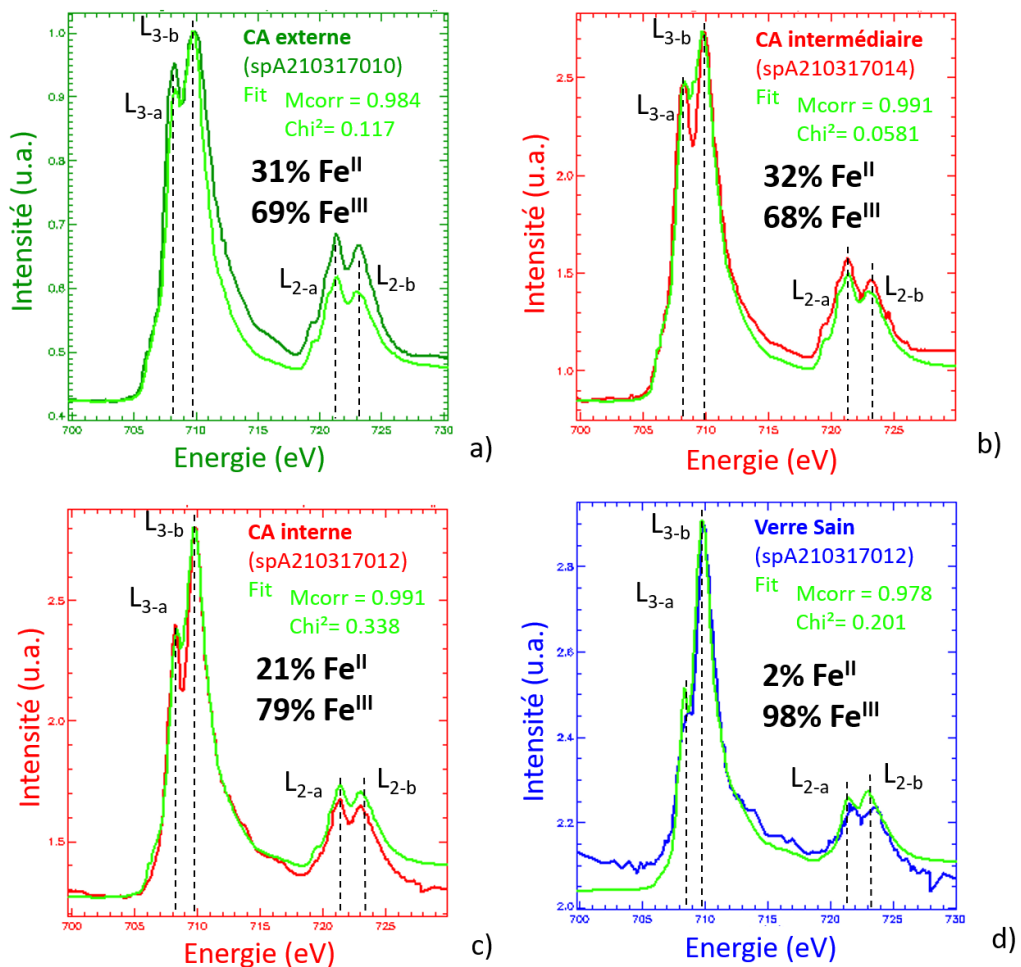 L3-b
CA externe
(spA210317010)
L3-a
Fit
Mcorr = 0.984
Chi²= 0.117
31% FeII
69% FeIII
L2-a
L2-b
Intensité (u.a.)
1.0
0.9
0.8
0.7
0.6
0.5
0.4
700
705
710
715
720
725
730
Energie (eV)
a)
L3-b
CA intermédiaire
(spA210317014)
L3-a
Fit
Mcorr = 0.991
Chi²= 0.0581
32% FeII
68% FeIII
L2-a
L2-b
Intensité (u.a.)
2.5
2.0
1.5
1.0
700
705
710
715
720
725
Energie (eV)
b)
L3-b
CA interne
(spA210317012)
L3-a
Fit
Mcorr = 0.991
Chi²= 0.338
21% FeII
79% FeIII
L2-a
L2-b
Intensité (u.a.)
2.5
2.0
1.5
700
705
710
715
720
725
Energie (eV)
c)
L3-b
Verre Sain
(spA210317012)
L3-a
Fit
Mcorr = 0.978
Chi²= 0.201
2% FeII
98% FeIII
L2-a
L2-b
Intensité (u.a.)
2.8
2.6
2.4
2.2
2.0
700
705
710
715
720
725
730
Energie (eV)
d)